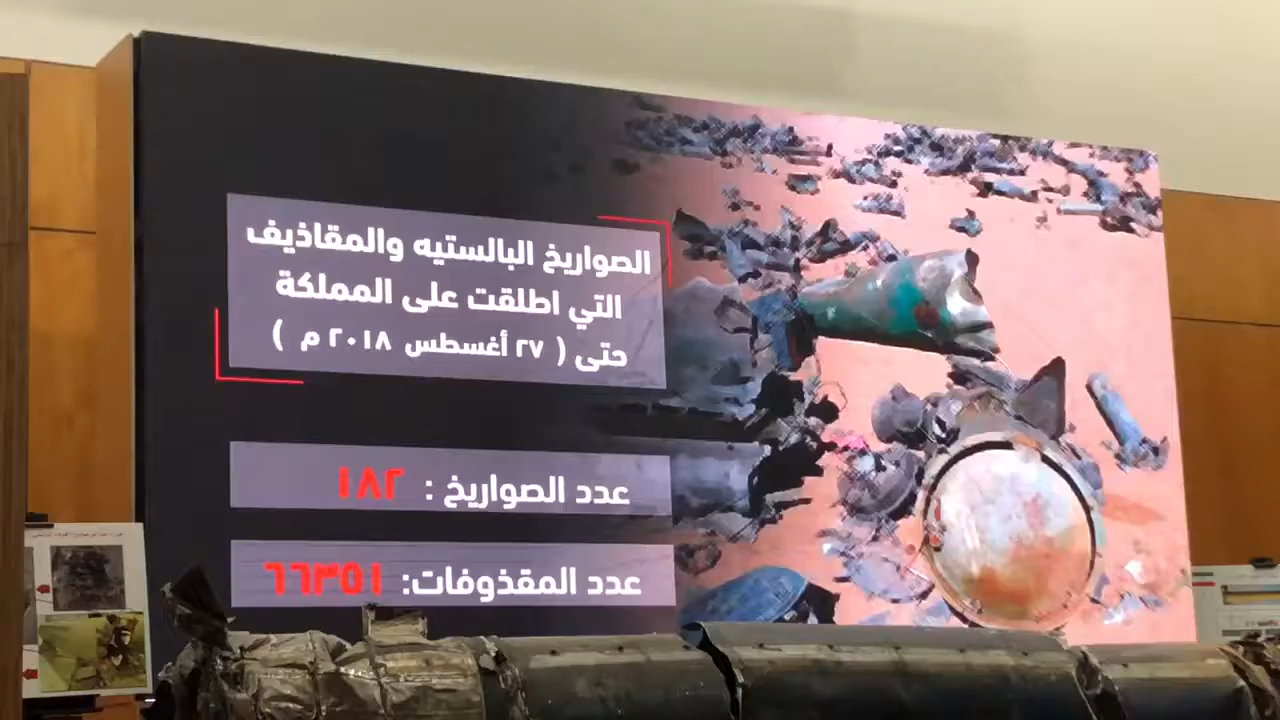 الصواريخ البالستيه والمقاذيف
التي اطلقت على المملكة
حتى ( ٢٧ أغسطس ٢٠١٨ م )
عدد الصواريخ : ١٨٢
عدد المقذوفات: ٦٦٣٥١